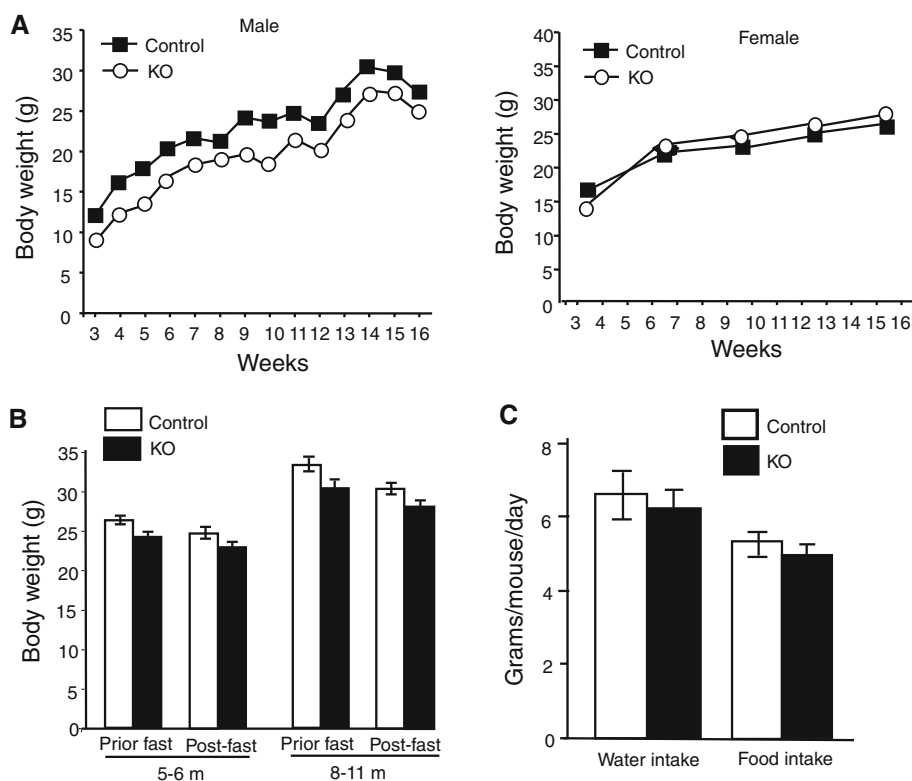 A
Male
Control
KO
Body weight (g)
35
30
25
20
15
10
5
0
3 4 5 6 7 8 9 10 11 12 13 14 15 16
Weeks
Female
Control
KO
Body weight (g)
40
35
30
25
20
15
10
5
0
3 4 5 6 7 8 9 10 11 12 13 14 15 16
Weeks
B
Control
KO
Body weight (g)
35
30
25
20
15
10
5
0
Prior fast Post-fast Prior fast Post-fast
5-6 m 8-11 m
C
Control
KO
Grams/mouse/day
8
6
4
2
0
Water intake Food intake